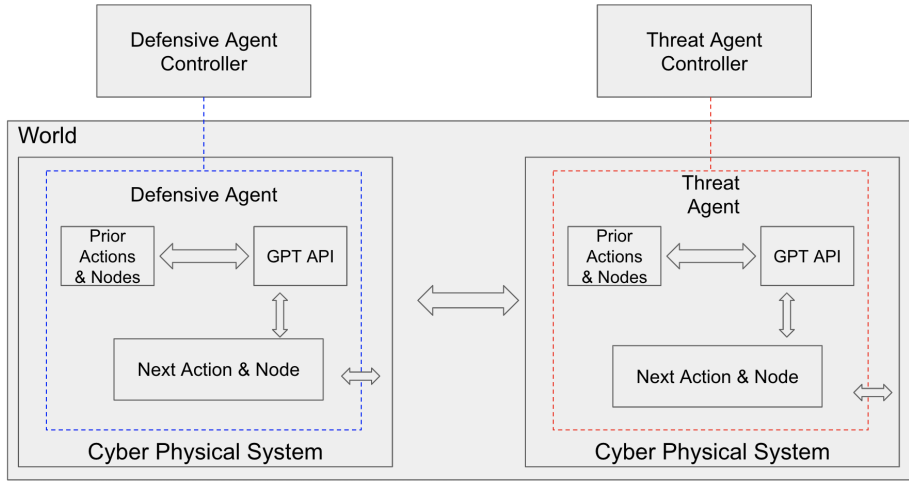 Defensive Agent
Controller
Threat Agent
Controller
World
Defensive Agent
Prior
Actions
& Nodes
GPT API
Next Action & Node
Cyber Physical System
Threat
Agent
Prior
Actions
& Nodes
GPT API
Next Action & Node
Cyber Physical System